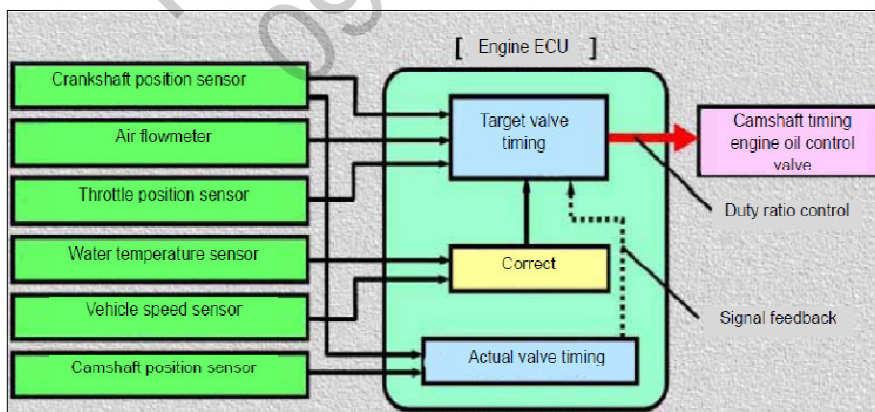 [ Engine ECU ]
Crankshaft position sensor
Air flowmeter
Throttle position sensor
Water temperature sensor
Vehicle speed sensor
Camshaft position sensor
Target valve
timing
Correct
Actual valve timing
Camshaft timing
engine oil control
valve
Duty ratio control
Signal feedback
09